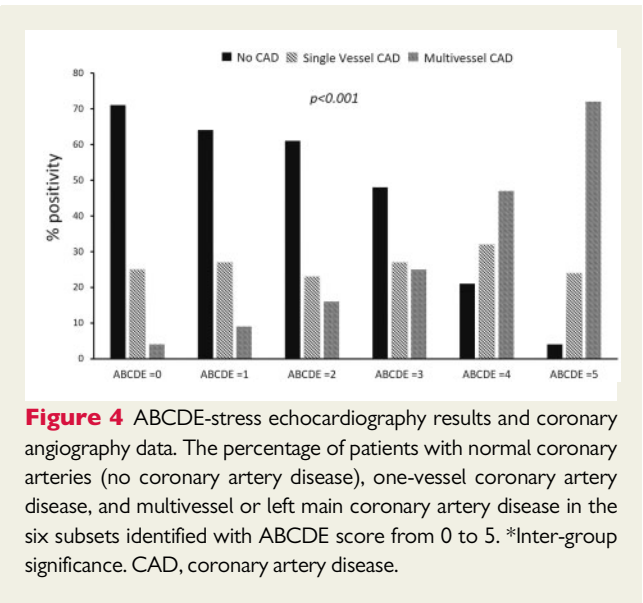 No CAD Single Vessel CAD Multivessel CAD
80
p<0.001
70
60
50
40
30
20
10
0
% positivity
ABCDE =0 ABCDE =1 ABCDE =2 ABCDE =3 ABCDE =4 ABCDE =5
Figure 4 ABCDE-stress echocardiography results and coronary
angiography data. The percentage of patients with normal coronary
arteries (no coronary artery disease), one-vessel coronary artery
disease, and multivessel or left main coronary artery disease in the
six subsets identified with ABCDE score from 0 to 5. *Inter-group
significance. CAD, coronary artery disease.